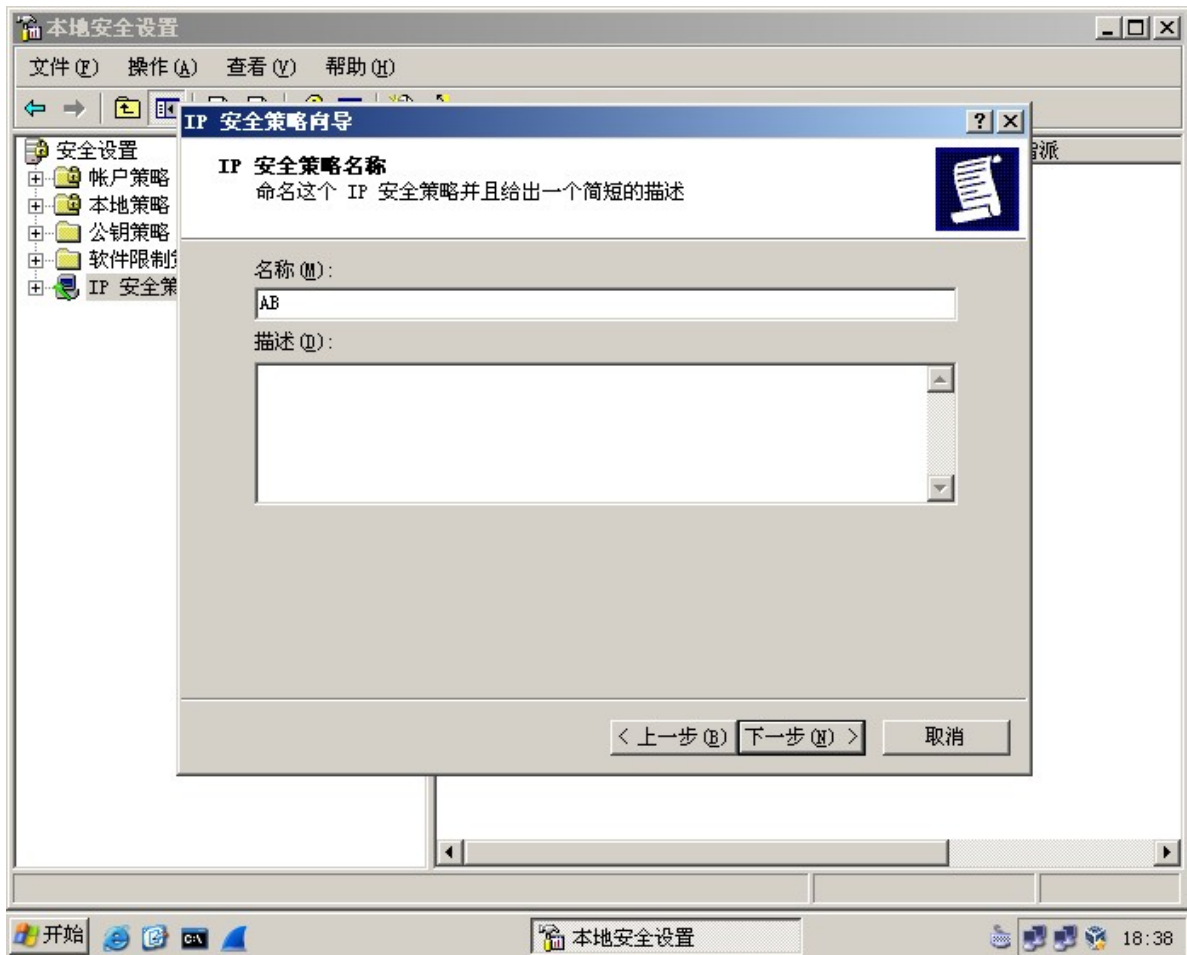 本地安全设置
文件(F) 操作(A) 查看(V) 帮助(H)
IP 安全策略向导
安全设置
帐户策略
本地策略
公钥策略
软件限制
IP 安全策
IP 安全策略名称
命名这个 IP 安全策略并且给出一个简短的描述
名称(M):
AB
描述(D):
< 上一步(B) 下一步(N) > 取消
开始
本地安全设置
18:38